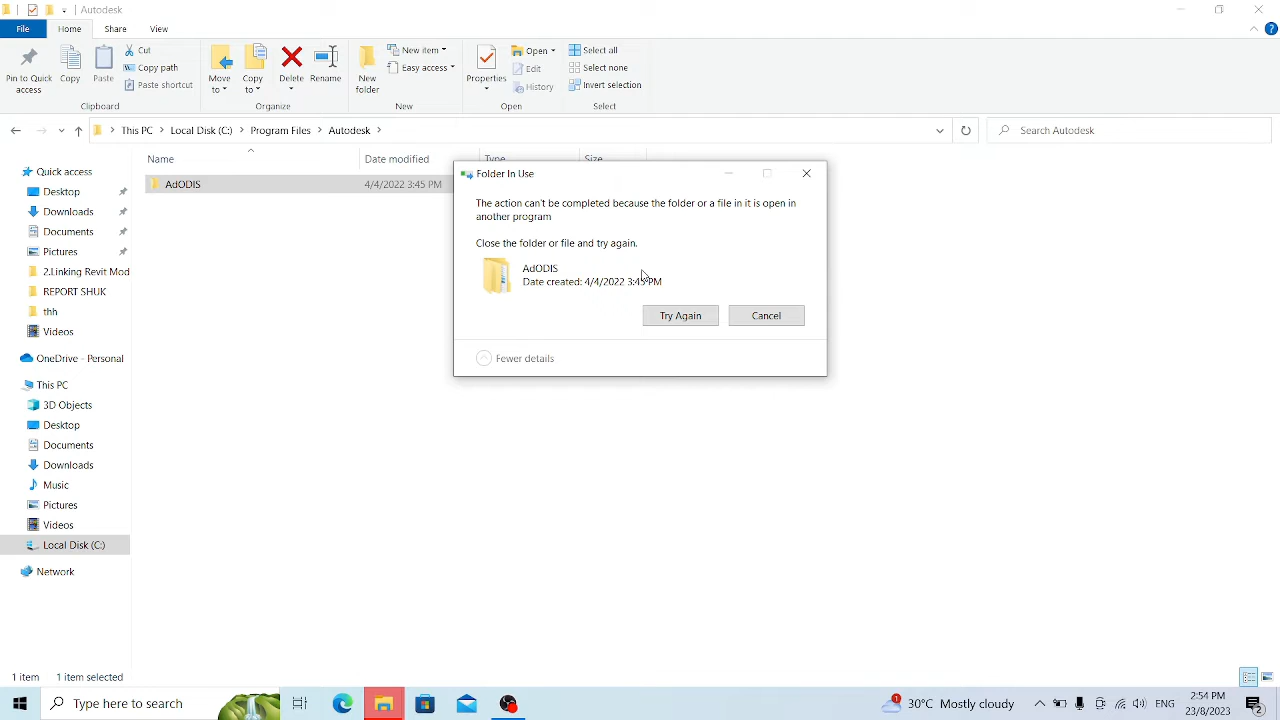 Autodesk
File
Home
Share
View
Pin to Quick access
Copy
Paste
Cut
Copy path
Paste shortcut
Clipboard
Move to
Copy to
Delete
Rename
Organize
New folder
New item
Easy access
New
Properties
Open
Edit
History
Open
Select all
Select none
Invert selection
Select
This PC
Local Disk (C:)
Program Files
Autodesk
Search Autodesk
Name
Date modified
Type
Size
AdODIS
4/4/2022 3:45 PM
Quick access
Desktop
Downloads
Documents
Pictures
2.Linking Revit Mod
REPORT SHUK
thh
Videos
OneDrive - Personal
This PC
3D Objects
Desktop
Documents
Downloads
Music
Pictures
Videos
Local Disk (C:)
Network
Folder In Use
The action can't be completed because the folder or a file in it is open in
another program
Close the folder or file and try again.
AdODIS
Date created: 4/4/2022 3:45 PM
Try Again
Cancel
Fewer details
1 item
1 item selected
Type here to search
1
30°C Mostly cloudy
ENG
2:54 PM
23/8/2023
2